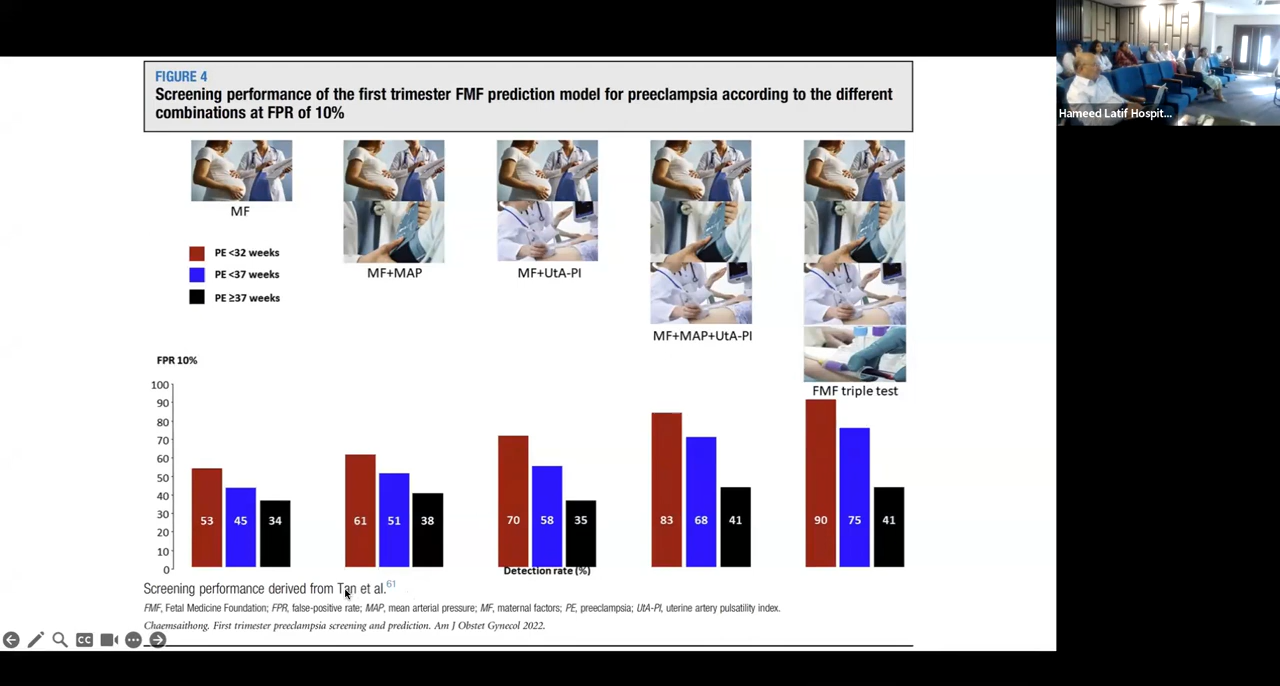 FIGURE 4
Screening performance of the first trimester FMF prediction model for preeclampsia according to the different
combinations at FPR of 10%
Hameed Latif Hospit...
MF
MF+MAP
MF+UtA-PI
MF+MAP+UtA-PI
FMF triple test
PE <32 weeks
PE <37 weeks
PE ≥37 weeks
FPR 10%
100
90
80
70
60
50
40
30
20
10
0
53 45 34
61 51 38
70 58 35
83 68 41
90 75 41
Detection rate (%)
Screening performance derived from Tan et al.61
FMF, Fetal Medicine Foundation; FPR, false-positive rate; MAP, mean arterial pressure; MF, maternal factors; PE, preeclampsia; UtA-PI, uterine artery pulsatility index.
Chaemsaithong. First trimester preeclampsia screening and prediction. Am J Obstet Gynecol 2022.
CC